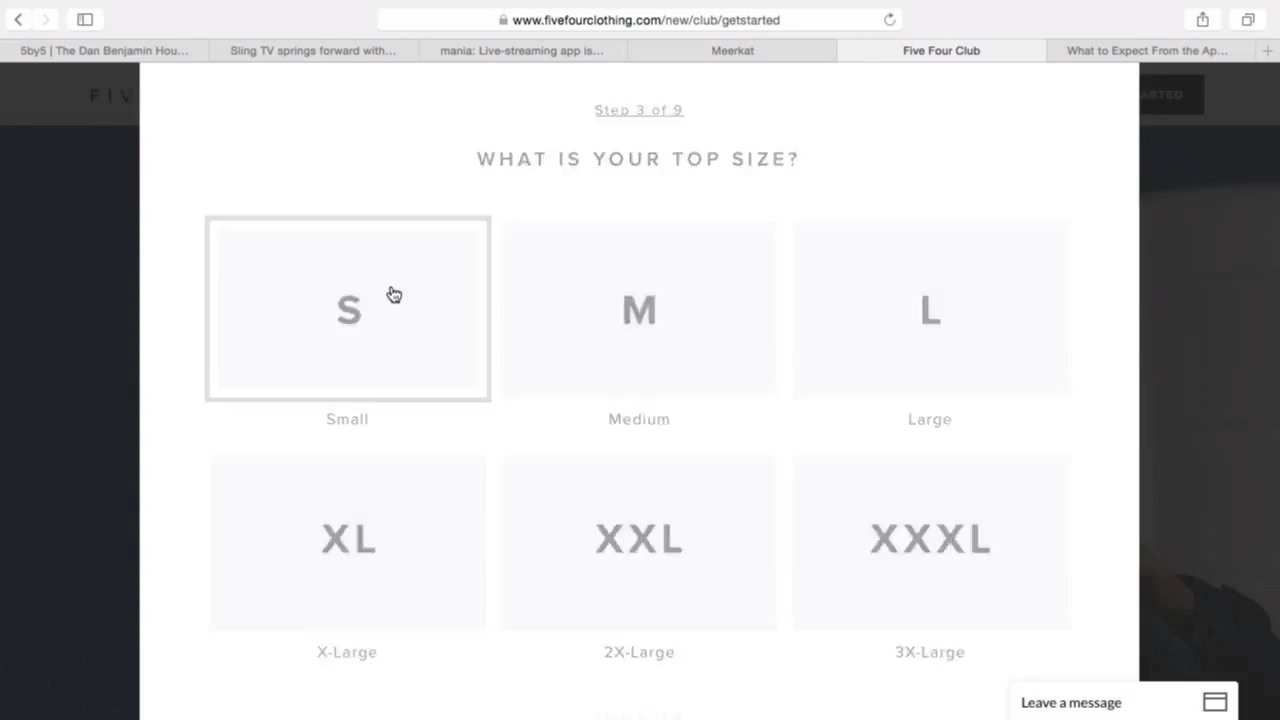 www.fivefourclothing.com/new/club/getstarted
5by5 | The Dan Benjamin Hou...
Sling TV springs forward with...
mania: Live-streaming app is...
Meerkat
Five Four Club
What to Expect From the Ap...
FIV
ARTED
Step 3 of 9
WHAT IS YOUR TOP SIZE?
S
M
L
Small
Medium
Large
XL
XXL
XXXL
X-Large
2X-Large
3X-Large
Leave a message